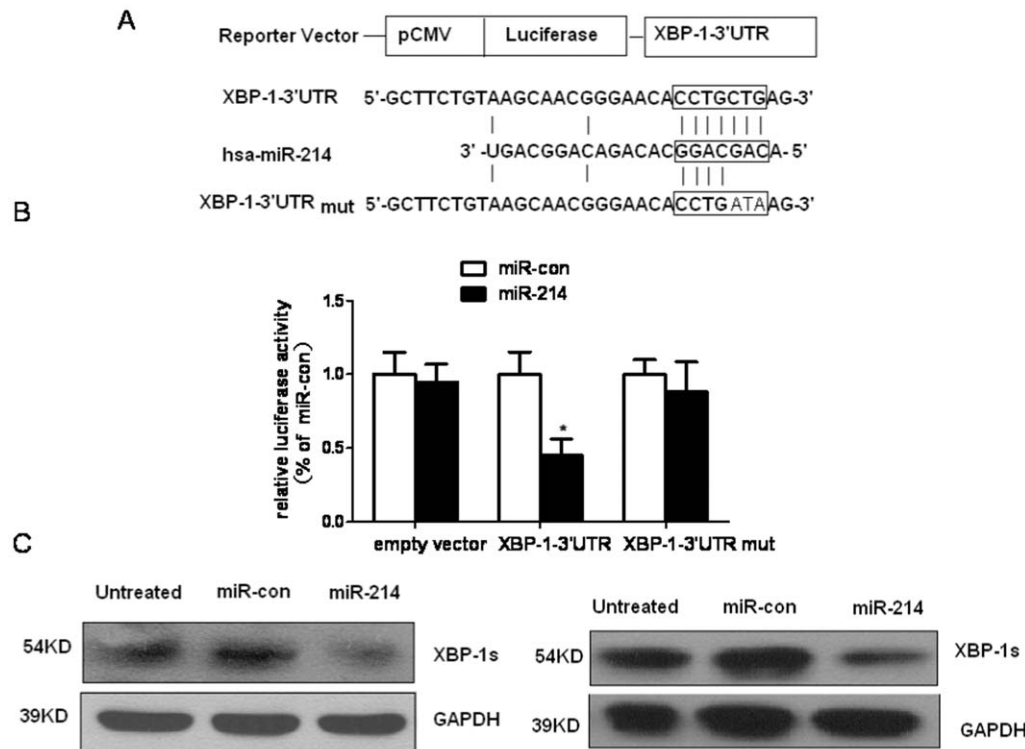 A
Reporter Vector pCMV Luciferase XBP-1-3'UTR
XBP-1-3'UTR 5'-GCTTCTGTAAGCAACGGGAACACCTGCTGAG-3'
hsa-miR-214 3' -UGACGGACAGACACGGACGACA- 5'
XBP-1-3'UTR mut 5'-GCTTCTGTAAGCAACGGGAACACCTGATAAG-3'
B
miR-con
miR-214
relative luciferase activity
(% of miR-con)
1.5
1.0
0.5
0.0
*
empty vector XBP-1-3'UTR XBP-1-3'UTR mut
C
Untreated miR-con miR-214
54KD XBP-1s
39KD GAPDH
Untreated miR-con miR-214
54KD XBP-1s
39KD GAPDH